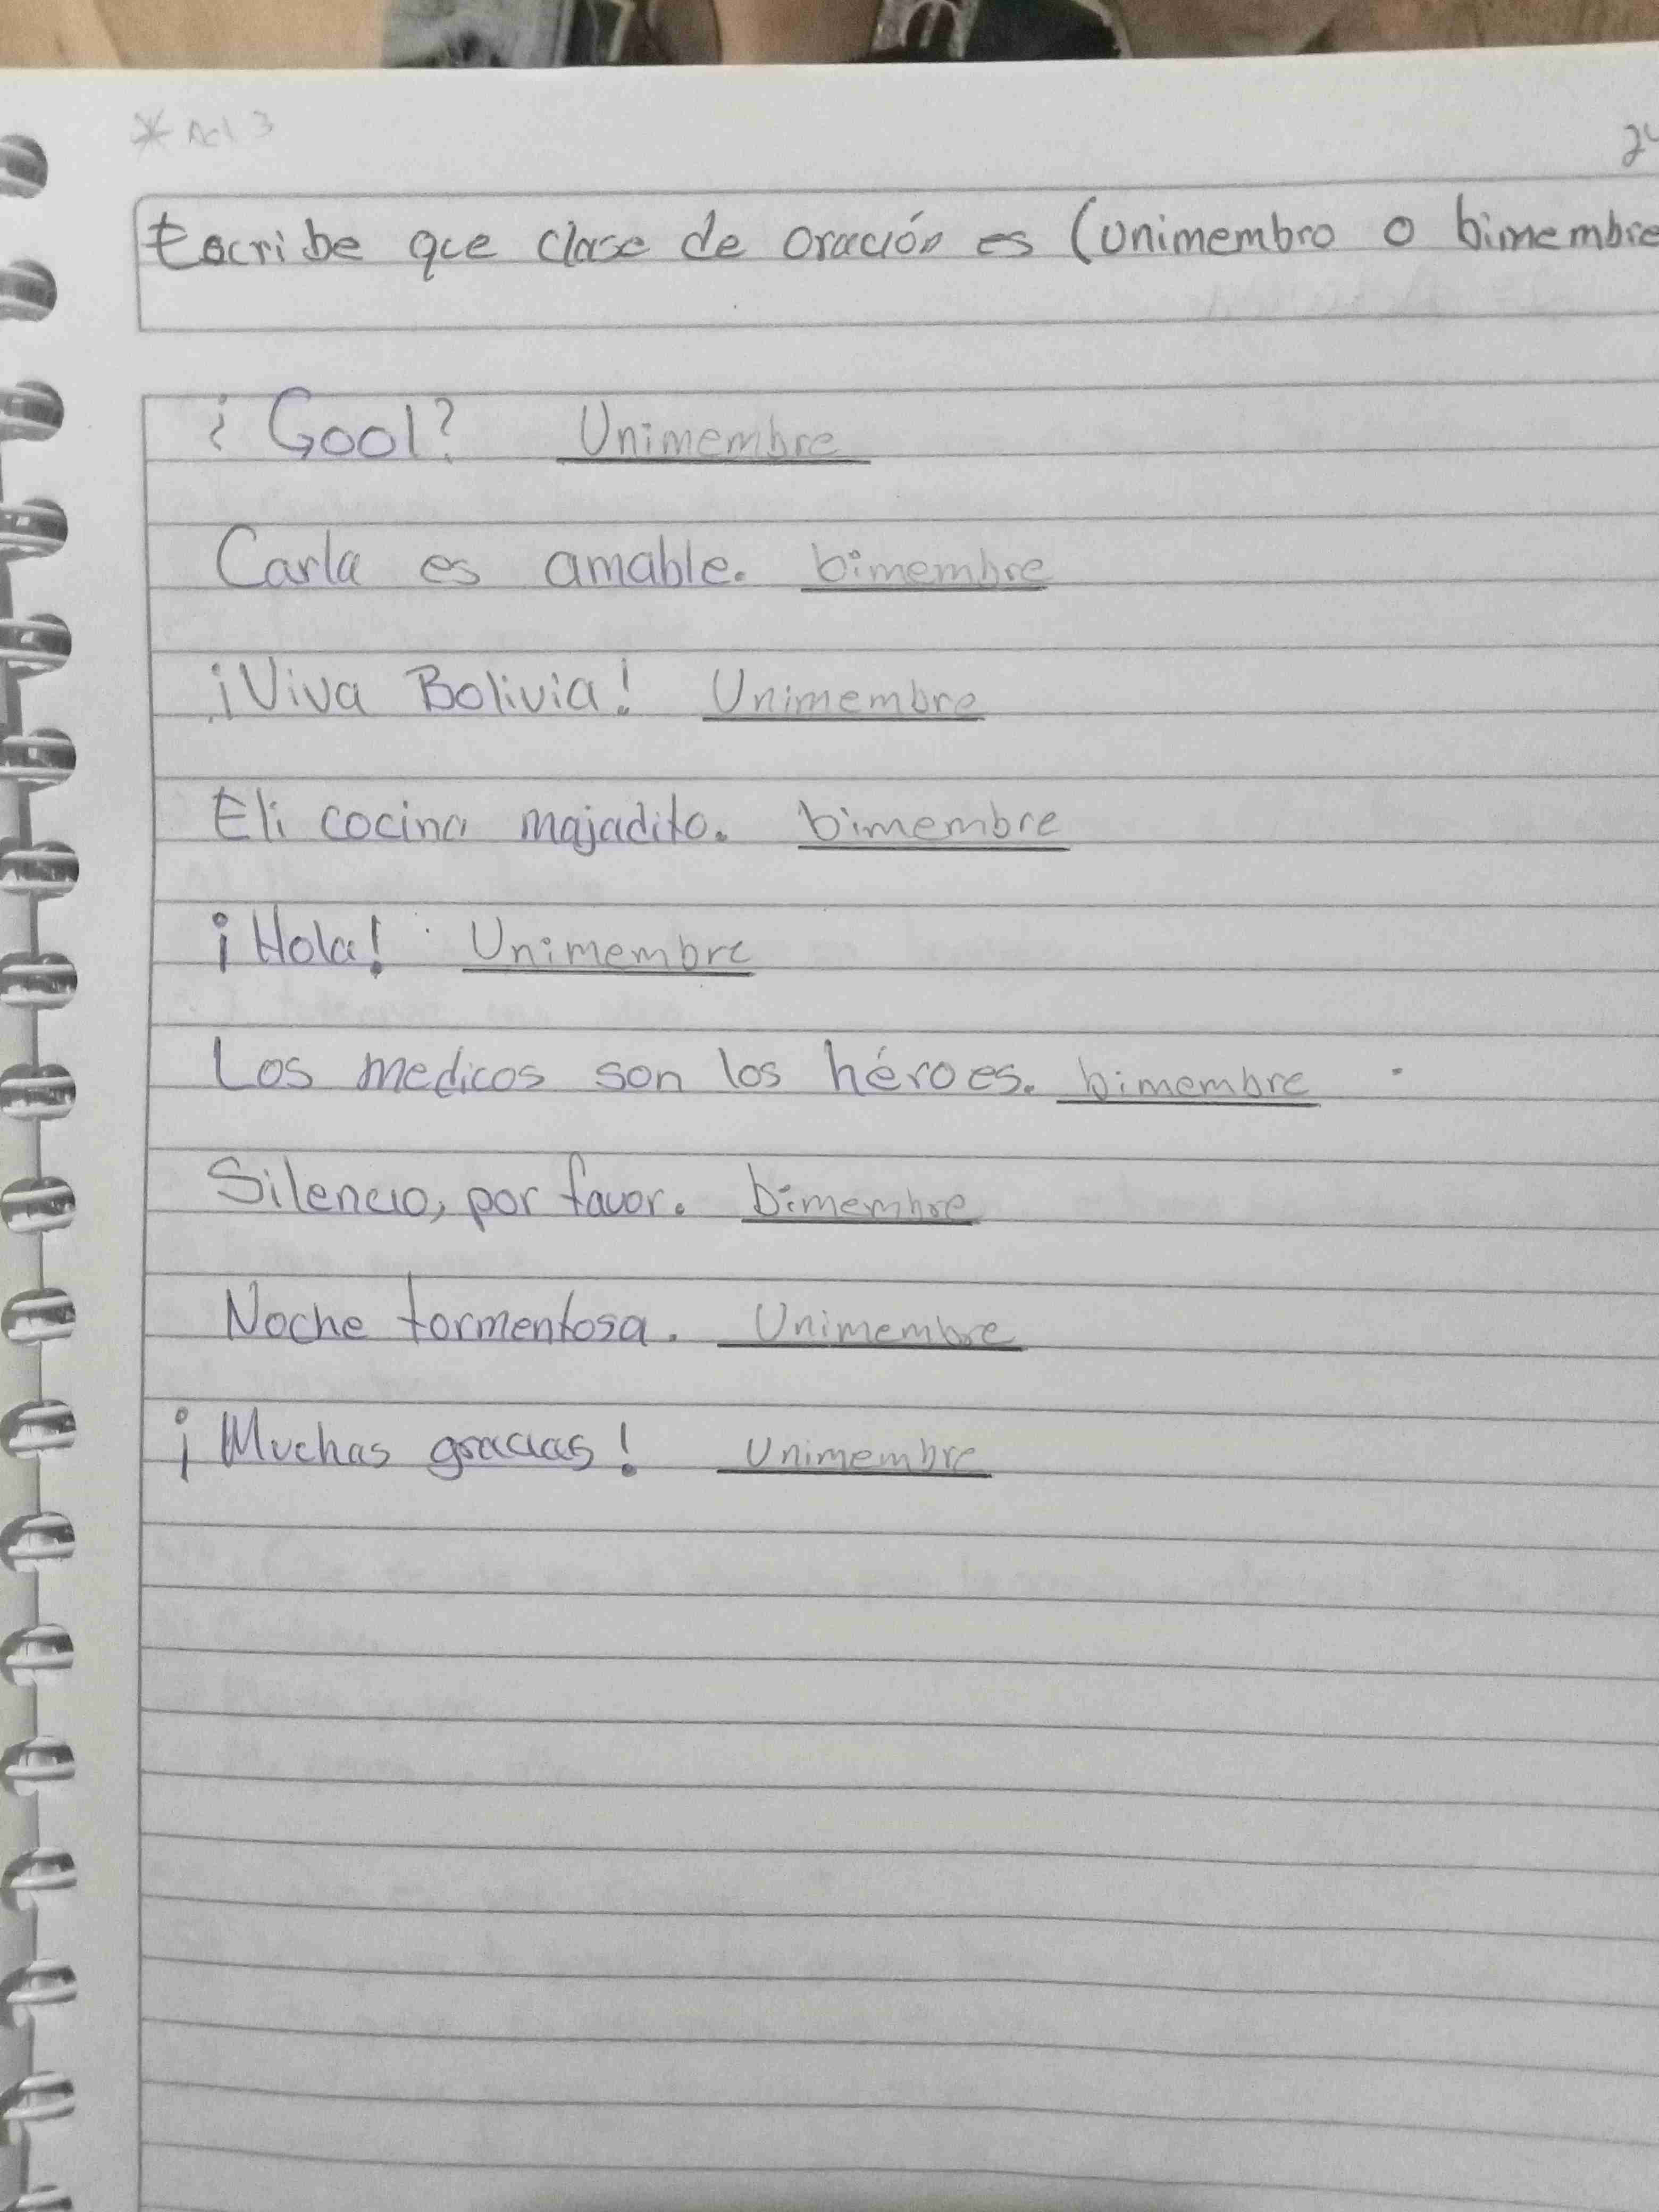 * Act 3
24
Escribe que clase de oración es (unimembro o bimembre
¿Gool? Unimembre
Carla es amable. bimembre
¡Viva Bolivia! Unimembre
Eli cocina majadito. bimembre
¡Hola! Unimembre
Los medicos son los héroes. bimembre
Silencio, por favor. bimembre
Noche tormentosa. Unimembre
¡Muchas gracias! unimembre